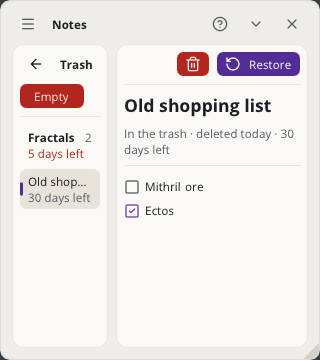 Notes
Trash
Empty
Fractals 2
5 days left
Old shop...
30 days left
Restore
Old shopping list
In the trash · deleted today · 30
days left
Mithril ore
Ectos